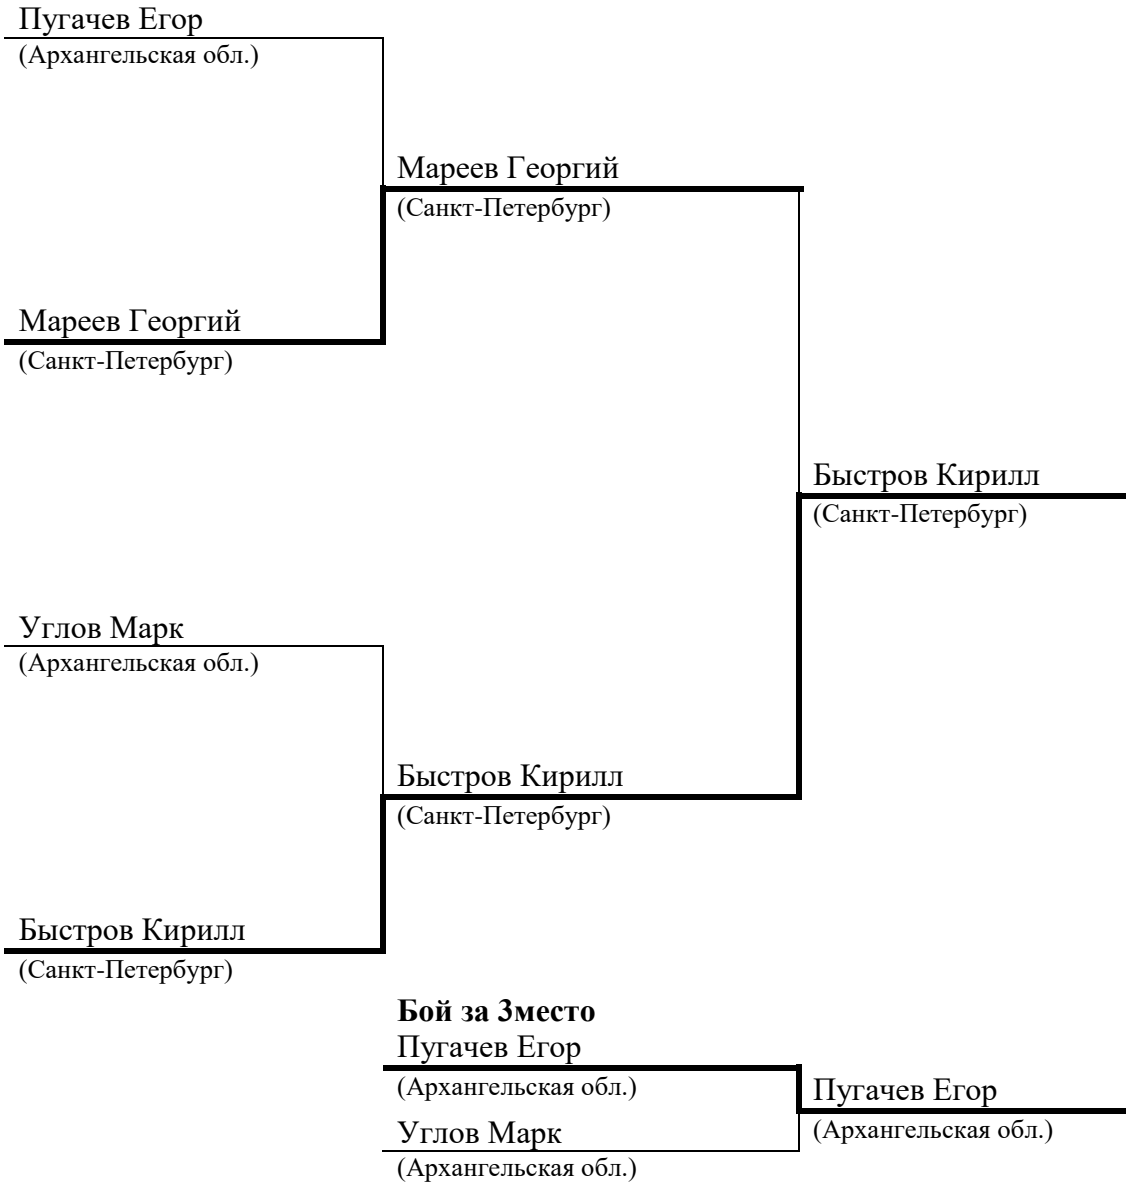 Пугачев Егор
(Архангельская обл.)
Мареев Георгий
(Санкт-Петербург)
Мареев Георгий
(Санкт-Петербург)
Быстров Кирилл
(Санкт-Петербург)
Углов Марк
(Архангельская обл.)
Быстров Кирилл
(Санкт-Петербург)
Быстров Кирилл
(Санкт-Петербург)
Бой за 3место
Пугачев Егор
(Архангельская обл.)
Пугачев Егор
(Архангельская обл.)
Углов Марк
(Архангельская обл.)